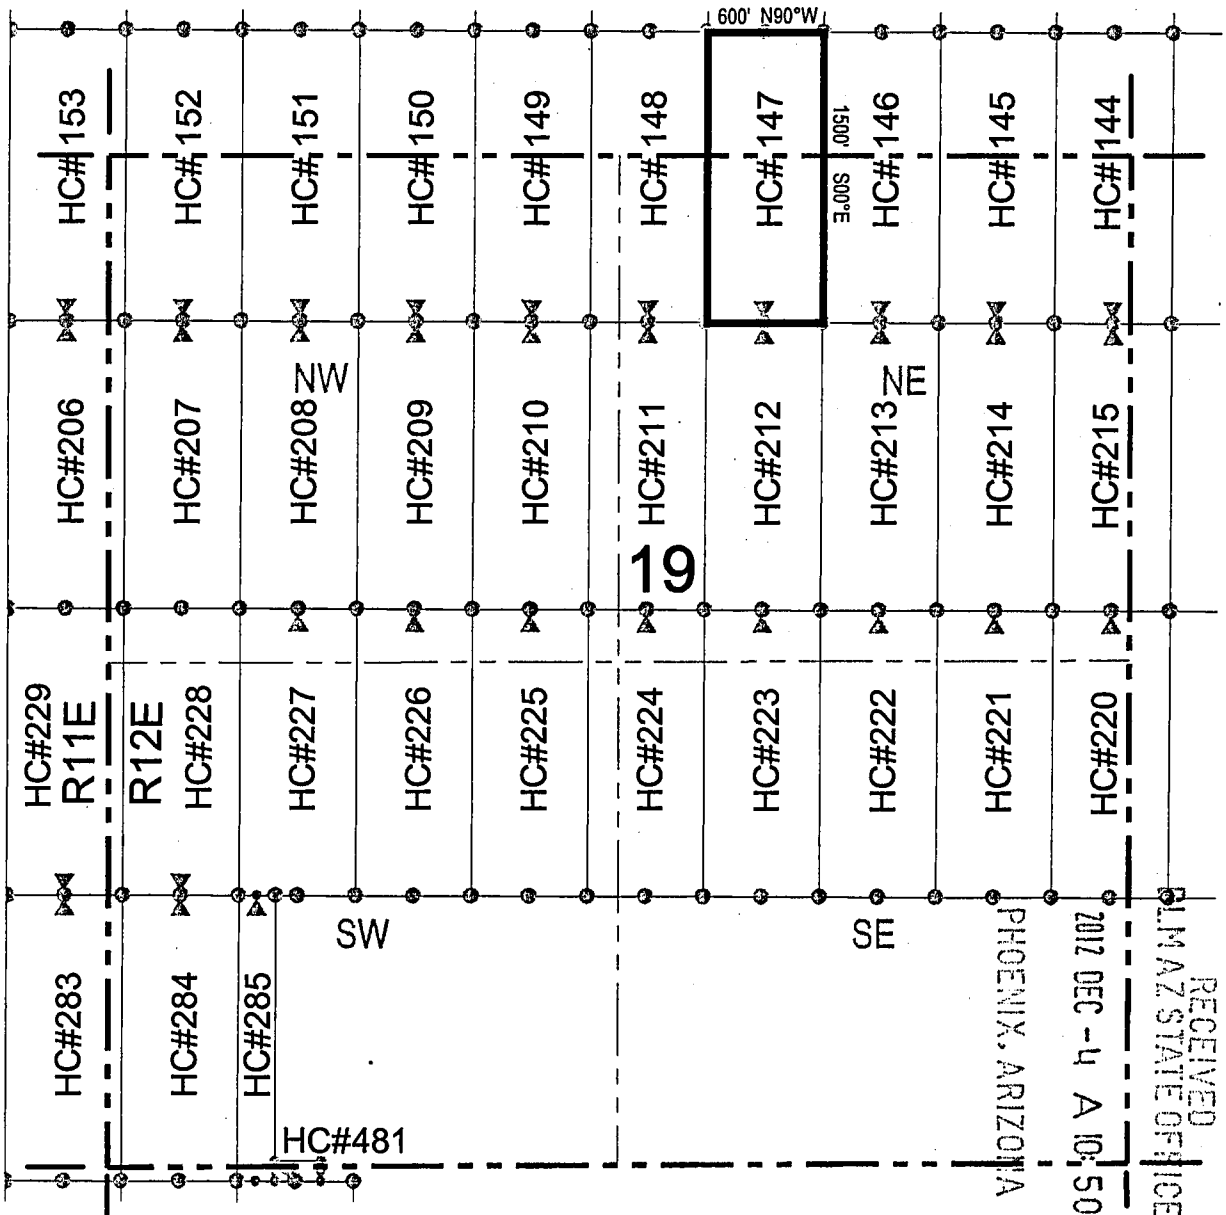 600' N90°W
HC# 153
HC# 152
HC# 151
HC# 150
HC# 149
HC# 148
HC# 147
1500' S00°E
HC# 146
HC# 145
HC# 144
NW
NE
HC#206
HC#207
HC#208
HC#209
HC#210
HC#211
HC#212
HC#213
HC#214
HC#215
19
HC#229
R11E
R12E
HC#228
HC#227
HC#226
HC#225
HC#224
HC#223
HC#222
HC#221
HC#220
SW
SE
HC#283
HC#284
HC#285
HC#481
RECEIVED
BLM AZ STATE OFFICE
2012 DEC -4 A 10:50
PHOENIX, ARIZONA